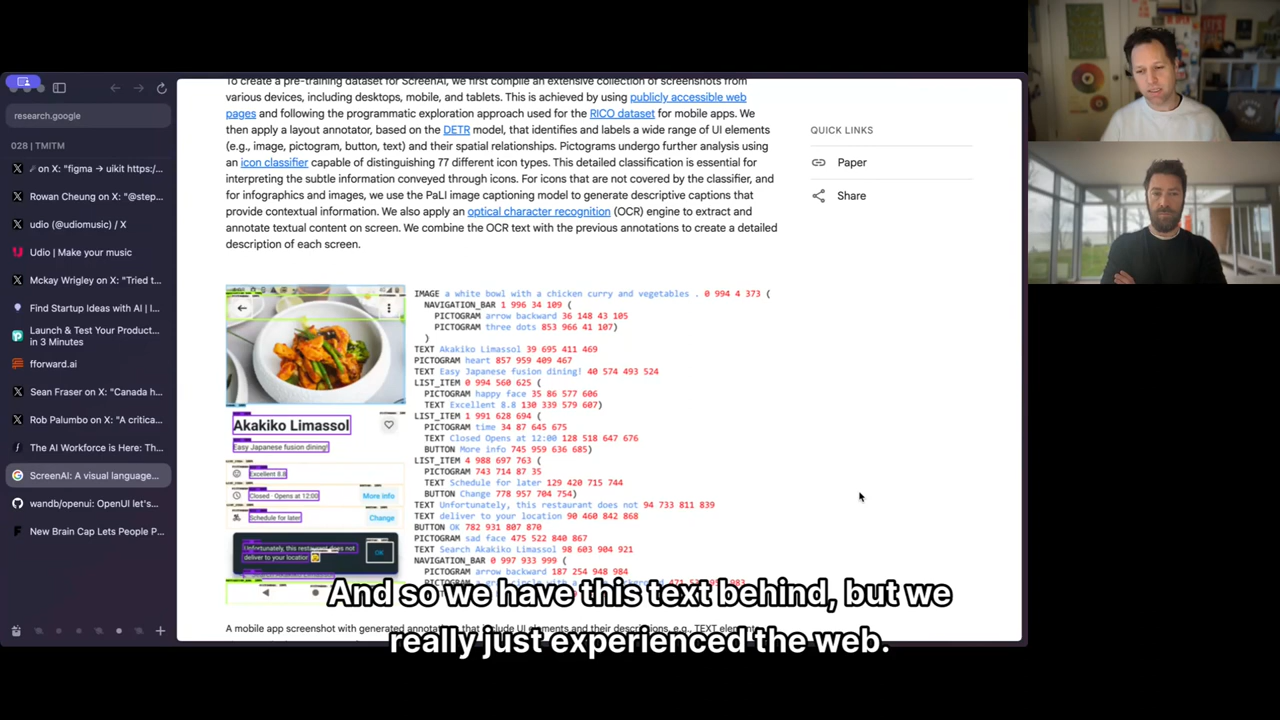 research.google
028 | TMITM
on X: "figma → uikit https:/...
Rowan Cheung on X: "@step...
udio (@udiomusic) / X
Udio | Make your music
Mckay Wrigley on X: "Tried t...
Find Startup Ideas with AI | I...
Launch & Test Your Product...
in 3 Minutes
fforward.ai
Sean Fraser on X: "Canada h...
Rob Palumbo on X: "A critica...
The AI Workforce is Here: Th...
ScreenAI: A visual language...
wandb/openui: OpenUI let's...
New Brain Cap Lets People P...
To create a pre-training dataset for ScreenAI, we first compile an extensive collection of screenshots from
various devices, including desktops, mobile, and tablets. This is achieved by using publicly accessible web
pages and following the programmatic exploration approach used for the RICO dataset for mobile apps. We
then apply a layout annotator, based on the DETR model, that identifies and labels a wide range of UI elements
(e.g., image, pictogram, button, text) and their spatial relationships. Pictograms undergo further analysis using
an icon classifier capable of distinguishing 77 different icon types. This detailed classification is essential for
interpreting the subtle information conveyed through icons. For icons that are not covered by the classifier, and
for infographics and images, we use the PaLI image captioning model to generate descriptive captions that
provide contextual information. We also apply an optical character recognition (OCR) engine to extract and
annotate textual content on screen. We combine the OCR text with the previous annotations to create a detailed
description of each screen.
QUICK LINKS
Paper
Share
Akakiko Limassol
Easy Japanese fusion dining!
Excellent 8.8
Closed Opens at 12:00 More info
Schedule for later Change
Unfortunately, this restaurant does not
deliver to your location
OK
IMAGE a white bowl with a chicken curry and vegetables . 0 994 4 373 (
NAVIGATION_BAR 1 996 34 109 (
PICTOGRAM arrow backward 36 148 43 105
PICTOGRAM three dots 853 966 41 107)
)
TEXT Akakiko Limassol 39 695 411 469
PICTOGRAM heart 857 959 409 467
TEXT Easy Japanese fusion dining! 40 574 493 524
LIST_ITEM 0 994 560 625 (
PICTOGRAM happy face 35 86 577 606
TEXT Excellent 8.8 130 339 579 607)
LIST_ITEM 1 991 628 694 (
PICTOGRAM time 34 87 645 675
TEXT Closed Opens at 12:00 128 518 647 676
BUTTON More info 745 959 636 685)
LIST_ITEM 4 988 697 763 (
PICTOGRAM 743 714 87 35
TEXT Schedule for later 129 420 715 744
BUTTON Change 778 957 704 754)
TEXT Unfortunately, this restaurant does not 94 733 811 839
TEXT deliver to your location 90 460 842 868
BUTTON OK 782 931 807 870
PICTOGRAM sad face 475 522 840 867
TEXT Search Akakiko Limassol 98 603 904 921
NAVIGATION_BAR 0 997 933 999 (
PICTOGRAM arrow backward 187 254 948 984
And so we have this text behind, but we
really just experienced the web.
A mobile app screenshot with generated